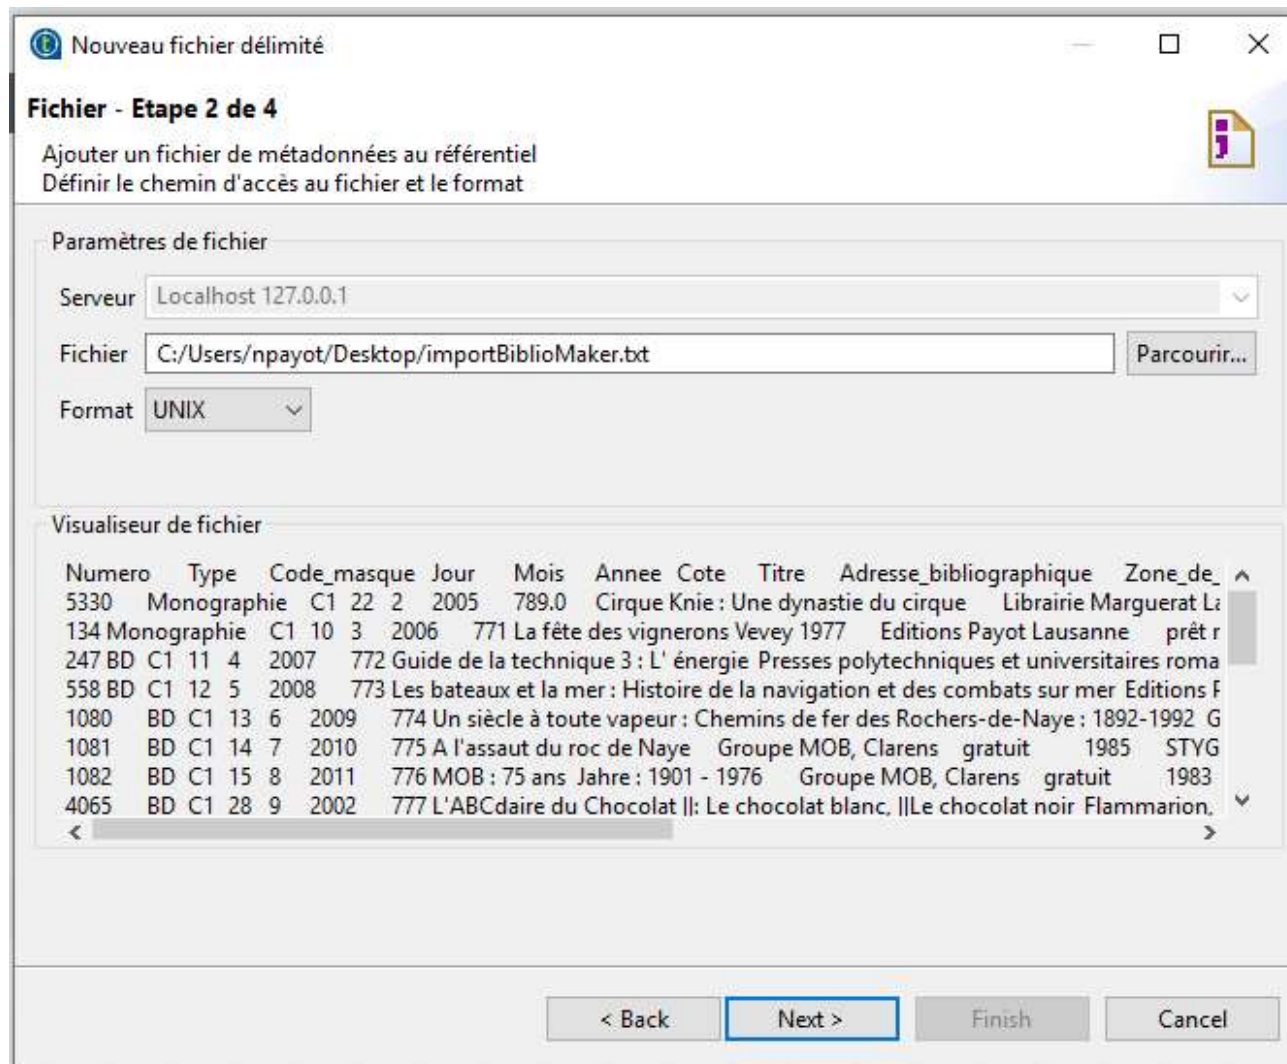 Nouveau fichier délimité
Fichier - Etape 2 de 4
Ajouter un fichier de métadonnées au référentiel
Définir le chemin d'accès au fichier et le format
Paramètres de fichier
Serveur Localhost 127.0.0.1
Fichier C:/Users/npayot/Desktop/importBiblioMaker.txt Parcourir...
Format UNIX
Visualiseur de fichier
Numero Type Code_masque Jour Mois Annee Cote Titre Adresse_bibliographique Zone_de_
5330 Monographie C1 22 2 2005 789.0 Cirque Knie : Une dynastie du cirque Librairie Marguerat La
134 Monographie C1 10 3 2006 771 La fête des vignerons Vevey 1977 Editions Payot Lausanne prêt r
247 BD C1 11 4 2007 772 Guide de la technique 3 : L' énergie Presses polytechniques et universitaires roma
558 BD C1 12 5 2008 773 Les bateaux et la mer : Histoire de la navigation et des combats sur mer Editions F
1080 BD C1 13 6 2009 774 Un siècle à toute vapeur : Chemins de fer des Rochers-de-Naye : 1892-1992 G
1081 BD C1 14 7 2010 775 A l'assaut du roc de Naye Groupe MOB, Clarens gratuit 1985 STYG
1082 BD C1 15 8 2011 776 MOB : 75 ans Jahre : 1901 - 1976 Groupe MOB, Clarens gratuit 1983
4065 BD C1 28 9 2002 777 L'ABCdaire du Chocolat ||: Le chocolat blanc, ||Le chocolat noir Flammarion,
< Back Next > Finish Cancel